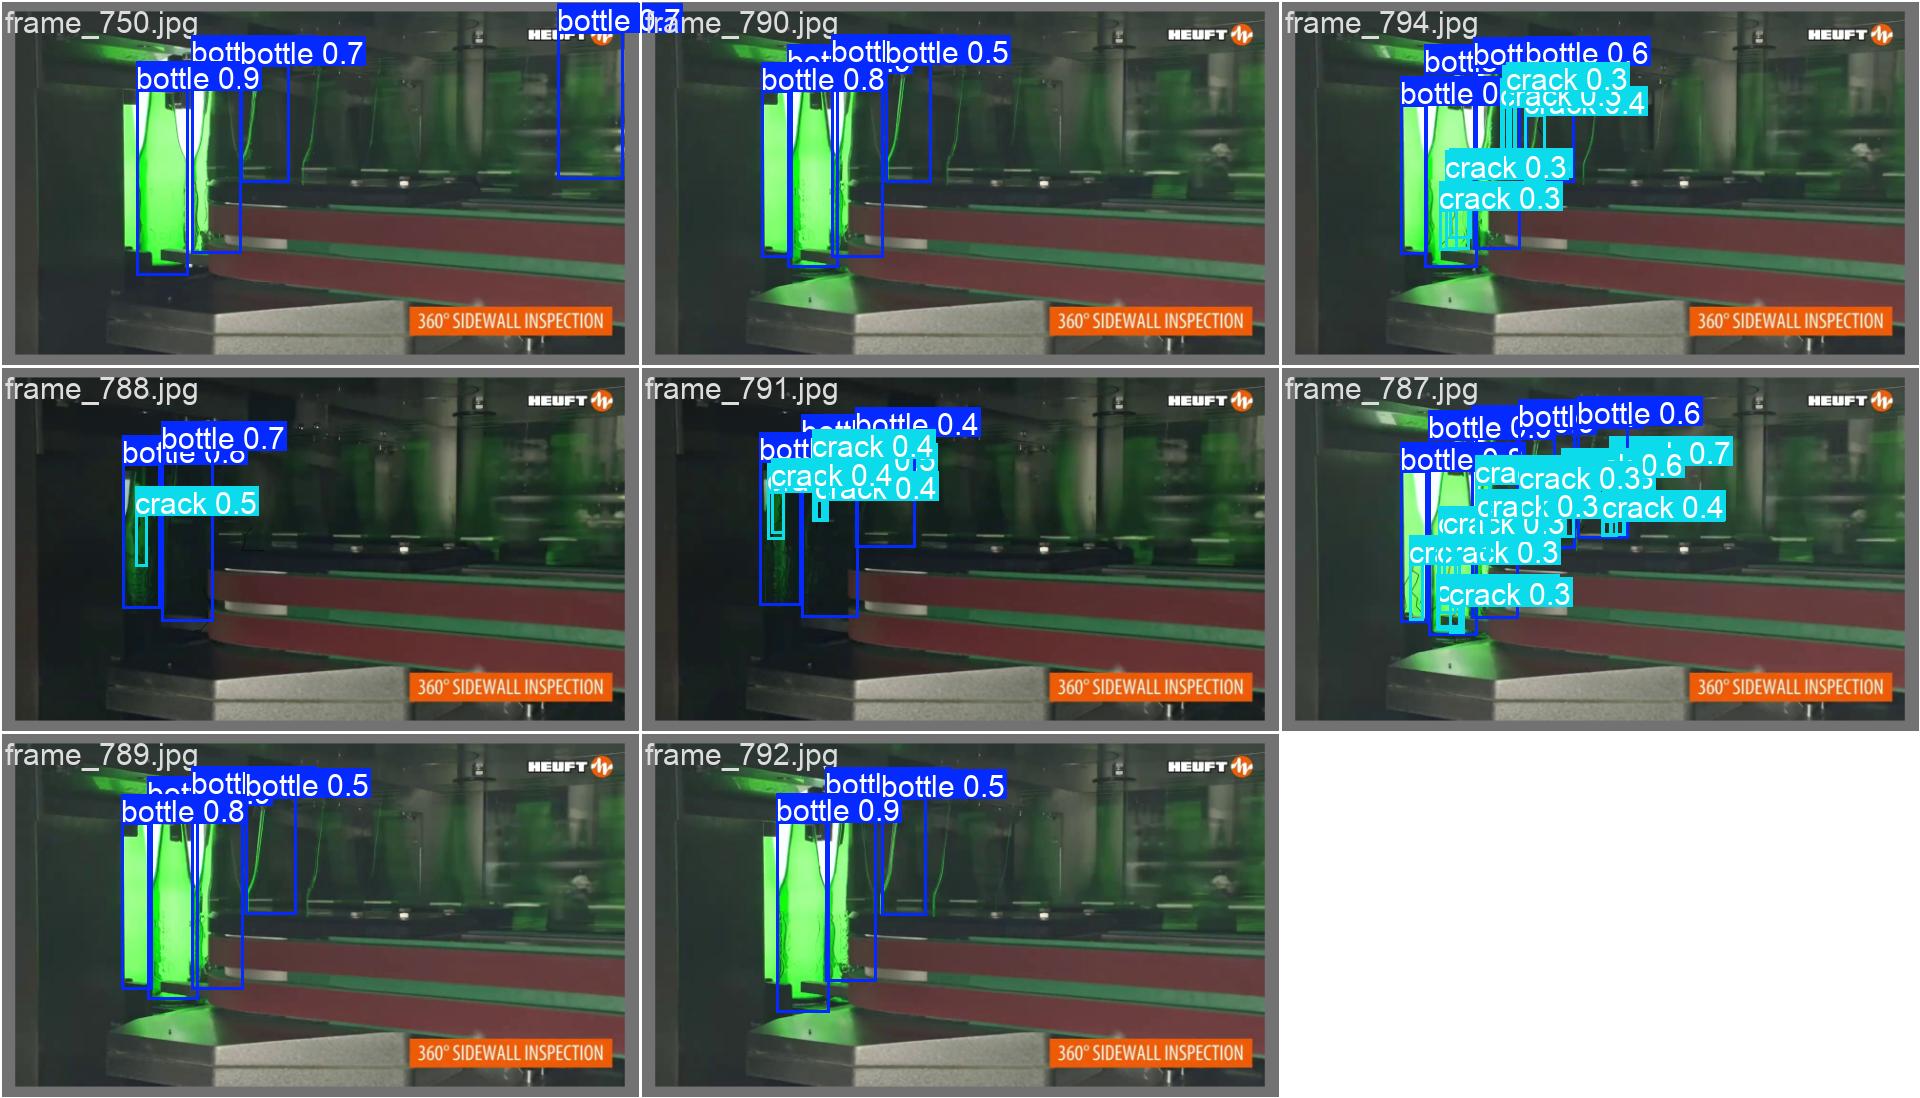 frame_750.jpg
bottle 0.7
HEUFT
bottle 0.7
bottle 0.9
360° SIDEWALL INSPECTION
frame_790.jpg
HEUFT
bottle 0.5
bottle 0.8
360° SIDEWALL INSPECTION
frame_794.jpg
HEUFT
bottle 0.6
crack 0.3
crack 0.3
crack 0.3
360° SIDEWALL INSPECTION
frame_788.jpg
HEUFT
bottle 0.7
crack 0.5
360° SIDEWALL INSPECTION
frame_791.jpg
HEUFT
bottle 0.4
crack 0.4
crack 0.4
crack 0.4
360° SIDEWALL INSPECTION
frame_787.jpg
HEUFT
bottle 0.6
crack 0.3
crack 0.3
crack 0.4
crack 0.3
crack 0.3
crack 0.3
360° SIDEWALL INSPECTION
frame_789.jpg
HEUFT
bottle 0.5
bottle 0.8
360° SIDEWALL INSPECTION
frame_792.jpg
HEUFT
bottle 0.5
bottle 0.9
360° SIDEWALL INSPECTION